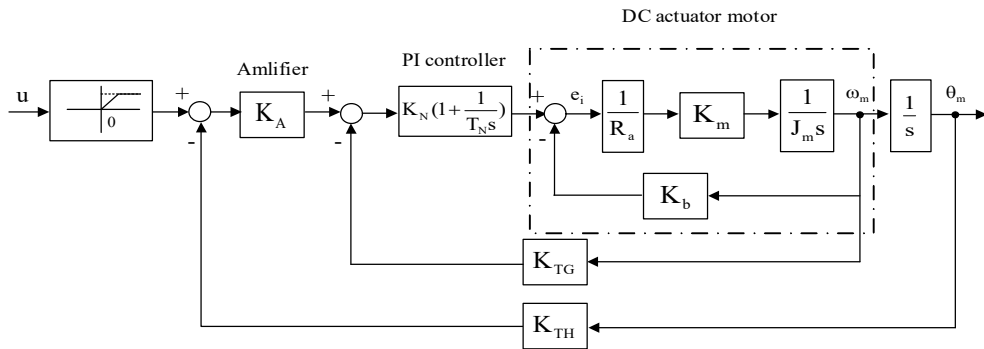 DC actuator motor
Amlifier
PI controller
u
0
+
-
K_A
+
-
K_N(1+1/(T_N s))
+
-
e_i
1/R_a
K_m
1/(J_m s)
ω_m
1/s
θ_m
K_b
K_TG
K_TH